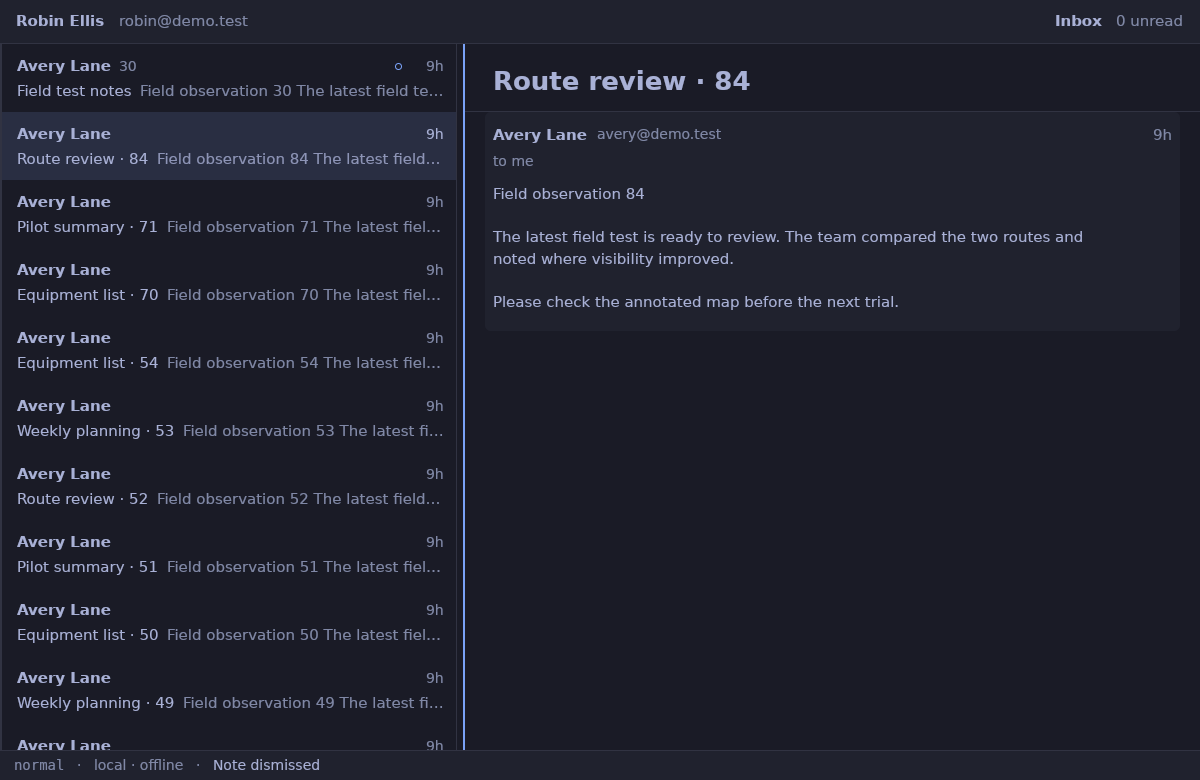 Robin Ellis robin@demo.test Inbox 0 unread
Avery Lane 30 9h
Field test notes Field observation 30 The latest field te…
Avery Lane 9h
Route review · 84 Field observation 84 The latest field…
Avery Lane 9h
Pilot summary · 71 Field observation 71 The latest fiel…
Avery Lane 9h
Equipment list · 70 Field observation 70 The latest fiel…
Avery Lane 9h
Equipment list · 54 Field observation 54 The latest fiel…
Avery Lane 9h
Weekly planning · 53 Field observation 53 The latest fi…
Avery Lane 9h
Route review · 52 Field observation 52 The latest field…
Avery Lane 9h
Pilot summary · 51 Field observation 51 The latest fiel…
Avery Lane 9h
Equipment list · 50 Field observation 50 The latest fiel…
Avery Lane 9h
Weekly planning · 49 Field observation 49 The latest fi…
Avery Lane 9h
Route review · 84
Avery Lane avery@demo.test 9h
to me
Field observation 84
The latest field test is ready to review. The team compared the two routes and
noted where visibility improved.
Please check the annotated map before the next trial.
normal · local · offline · Note dismissed